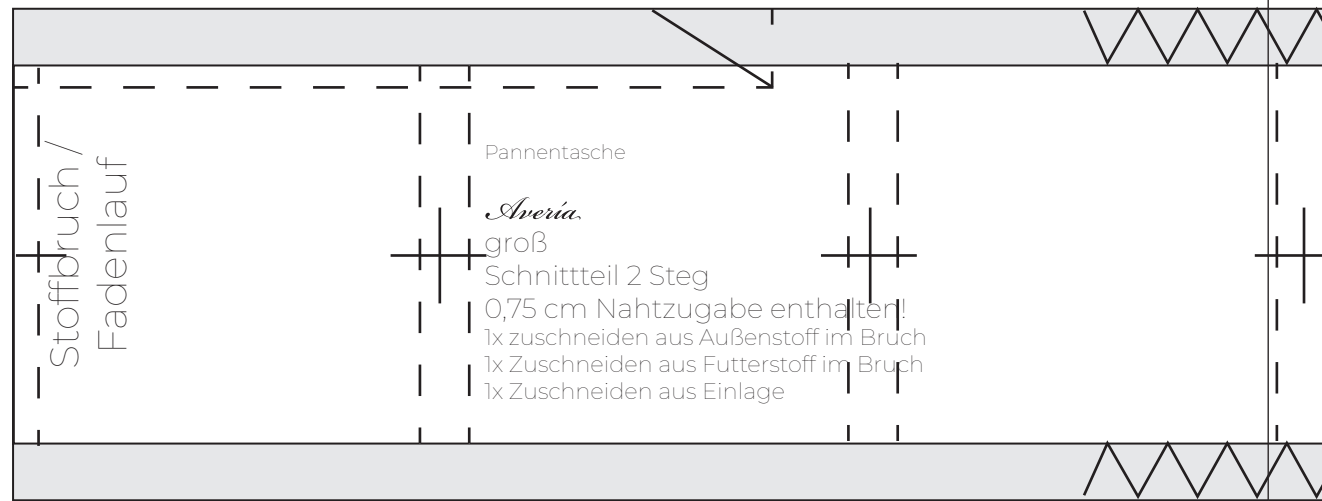 Stoffbruch /
Fadenlauf
Pannentasche
Avería
groß
Schnittteil 2 Steg
0,75 cm Nahtzugabe enthalten!
1x zuschneiden aus Außenstoff im Bruch
1x Zuschneiden aus Futterstoff im Bruch
1x Zuschneiden aus Einlage